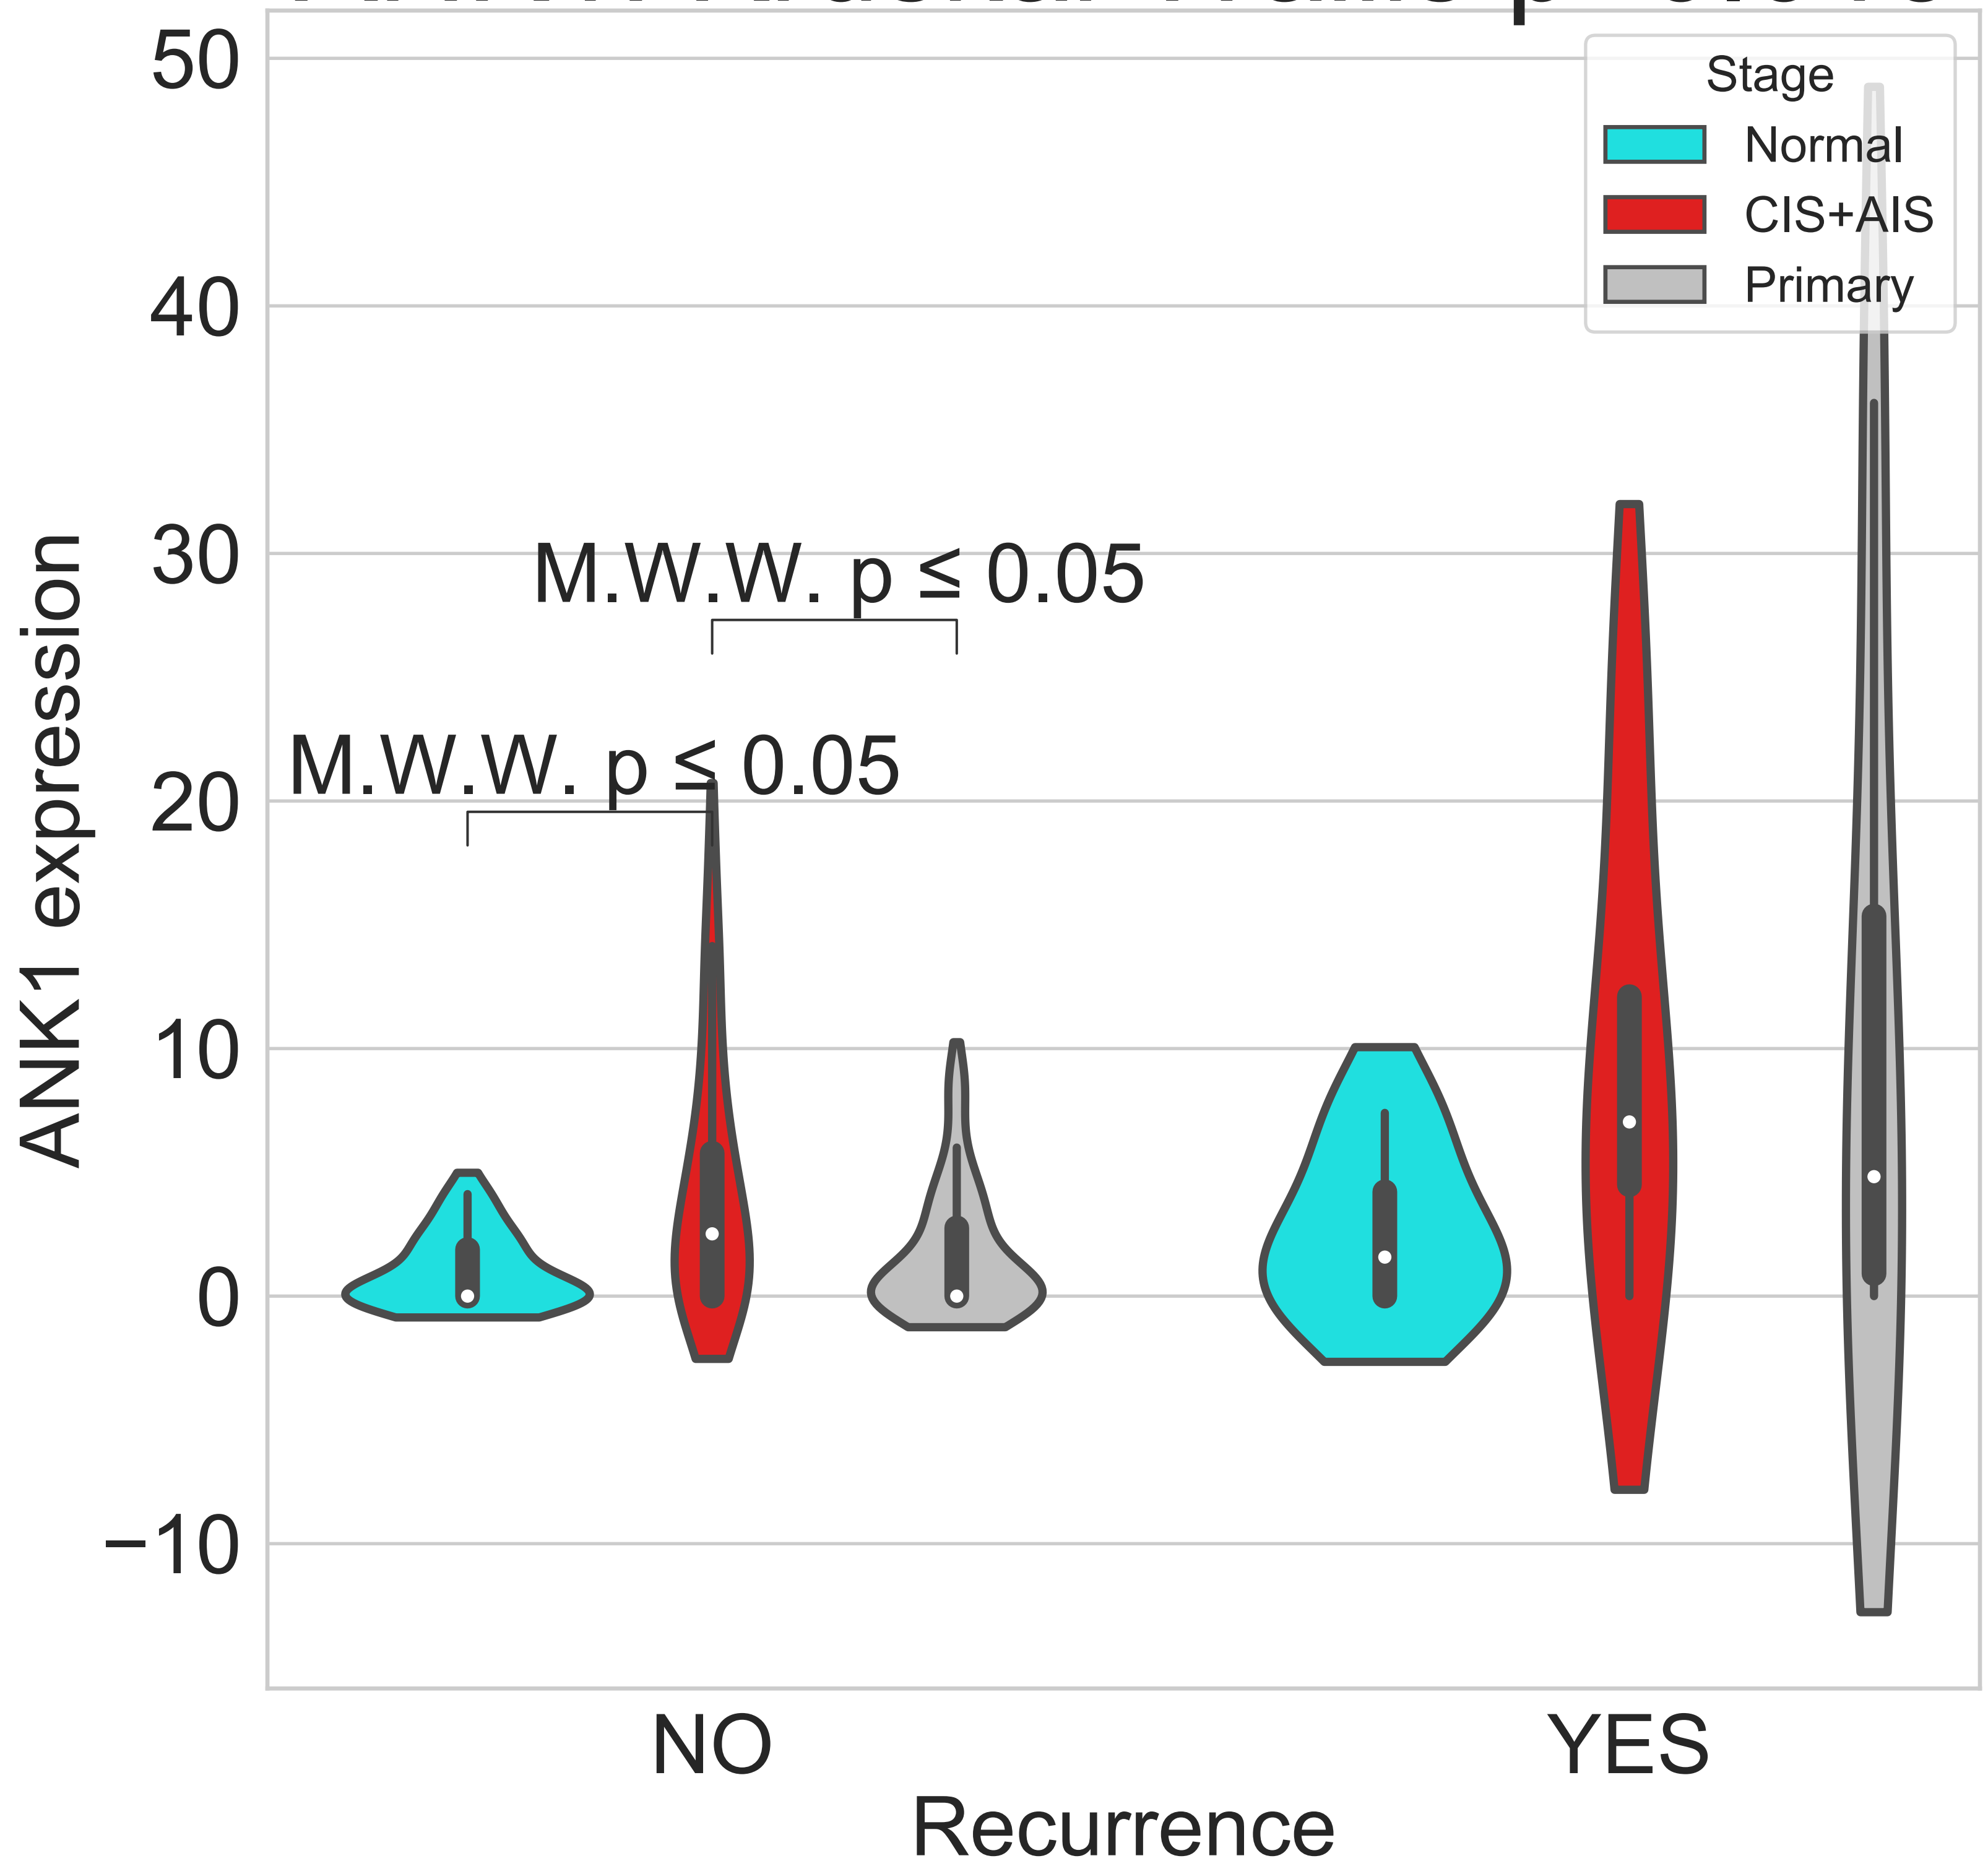 50
Stage
Normal
CIS+AIS
Primary
40
30
M.W.W. p ≤ 0.05
M.W.W. p ≤ 0.05
20
10
0
−10
ANK1 expression
NO
YES
Recurrence